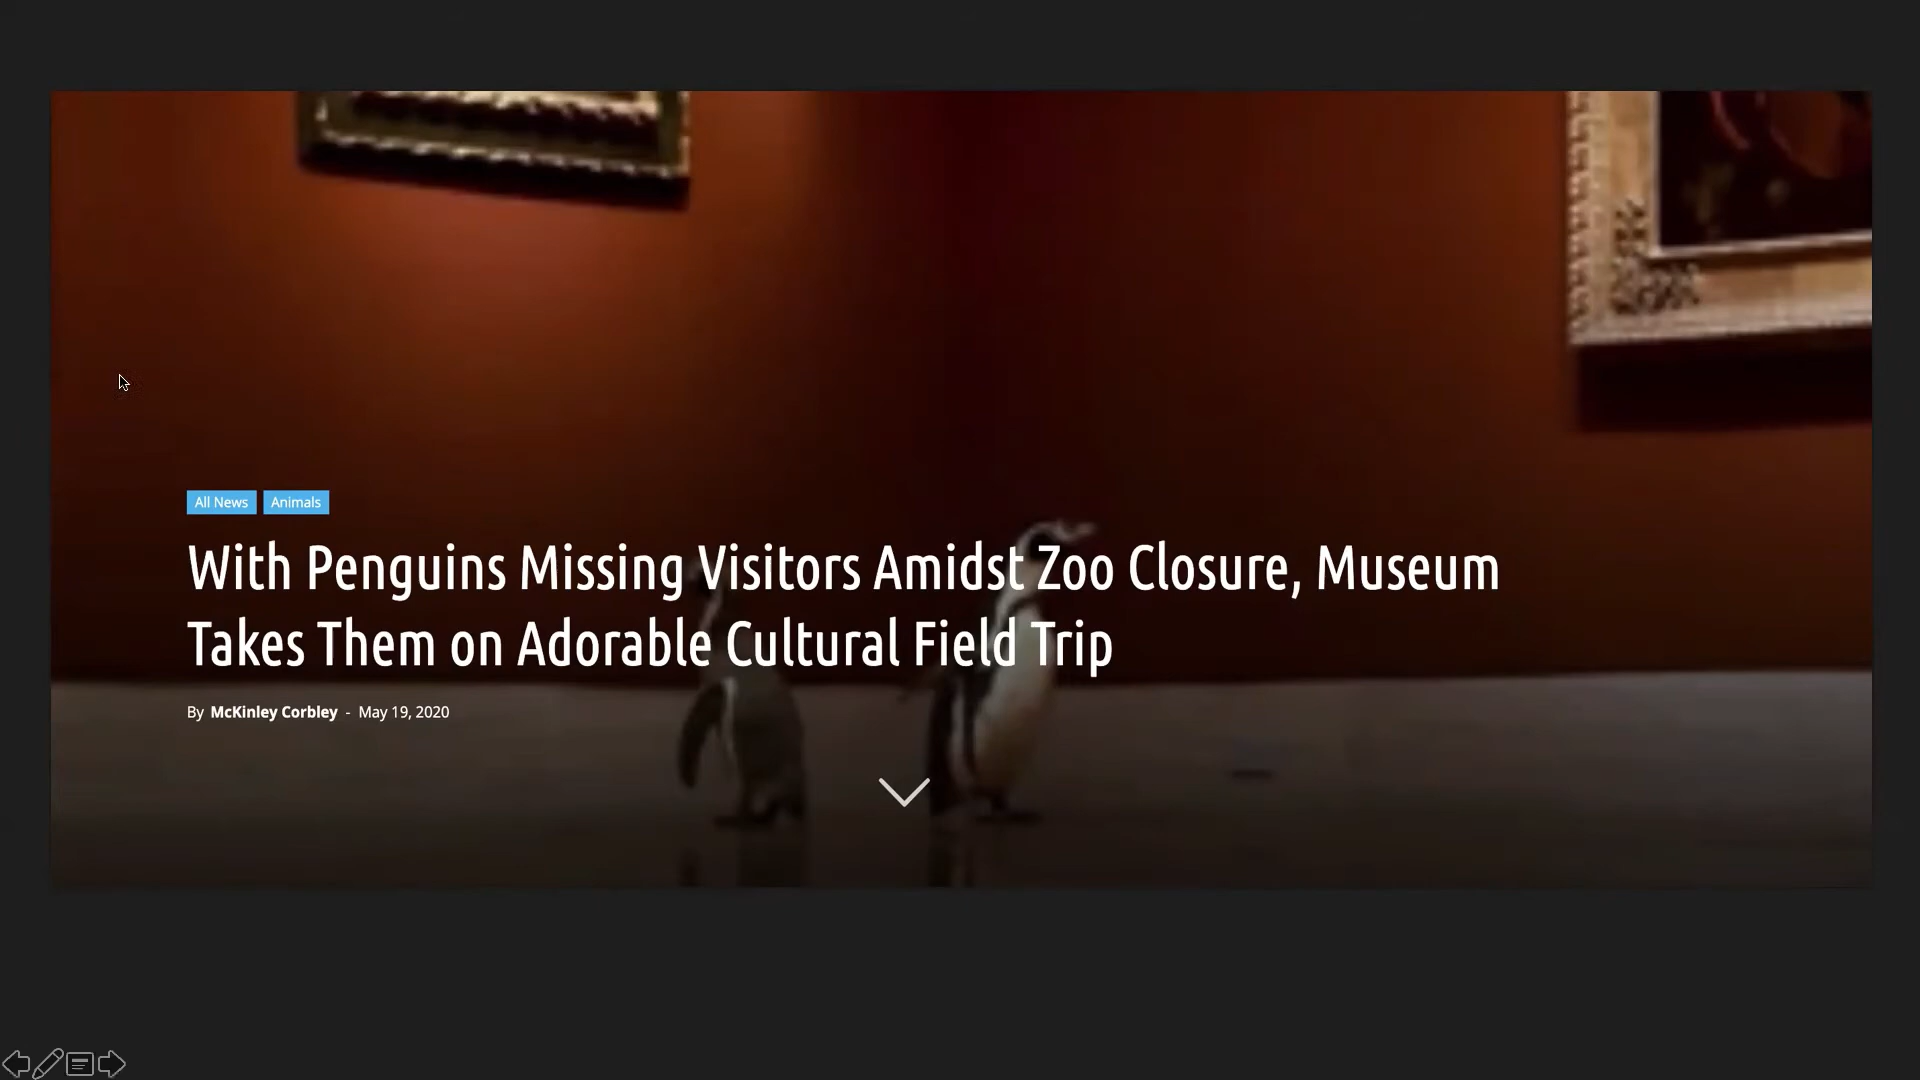 All News Animals
With Penguins Missing Visitors Amidst Zoo Closure, Museum
Takes Them on Adorable Cultural Field Trip
By McKinley Corbley - May 19, 2020